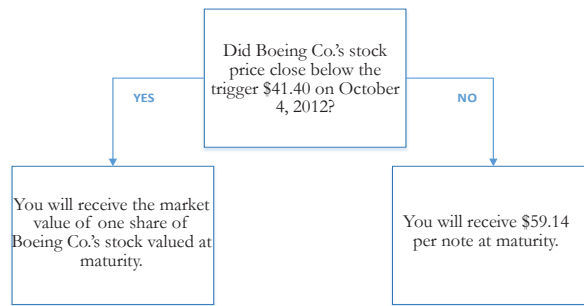 Did Boeing Co.'s stock
price close below the
trigger $41.40 on October
4, 2012?
YES
NO
You will receive the market
value of one share of
Boeing Co.'s stock valued at
maturity.
You will receive $59.14
per note at maturity.